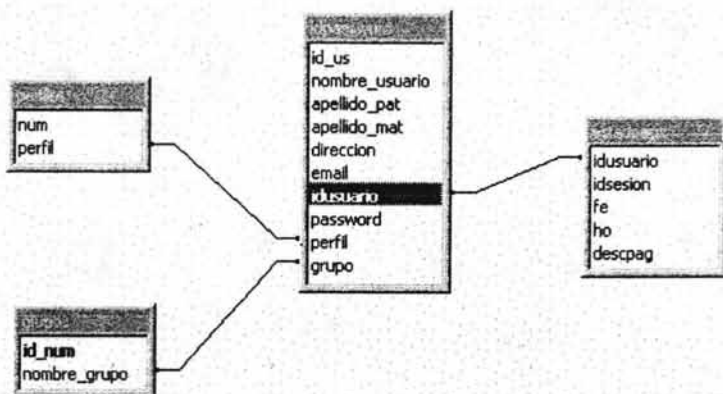 num
perfil
id_us
nombre_usuario
apellido_pat
apellido_mat
direccion
email
idusuario
password
perfil
grupo
idusuario
idsesion
fe
ho
descpag
id_num
nombre_grupo